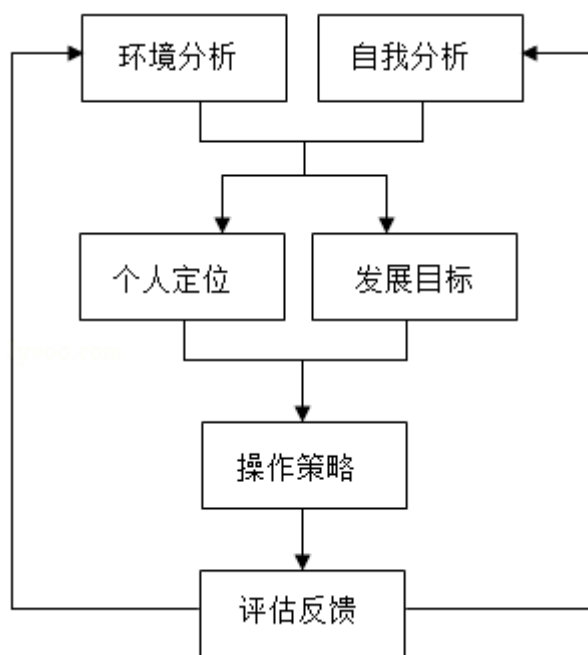 环境分析
自我分析
个人定位
发展目标
操作策略
评估反馈